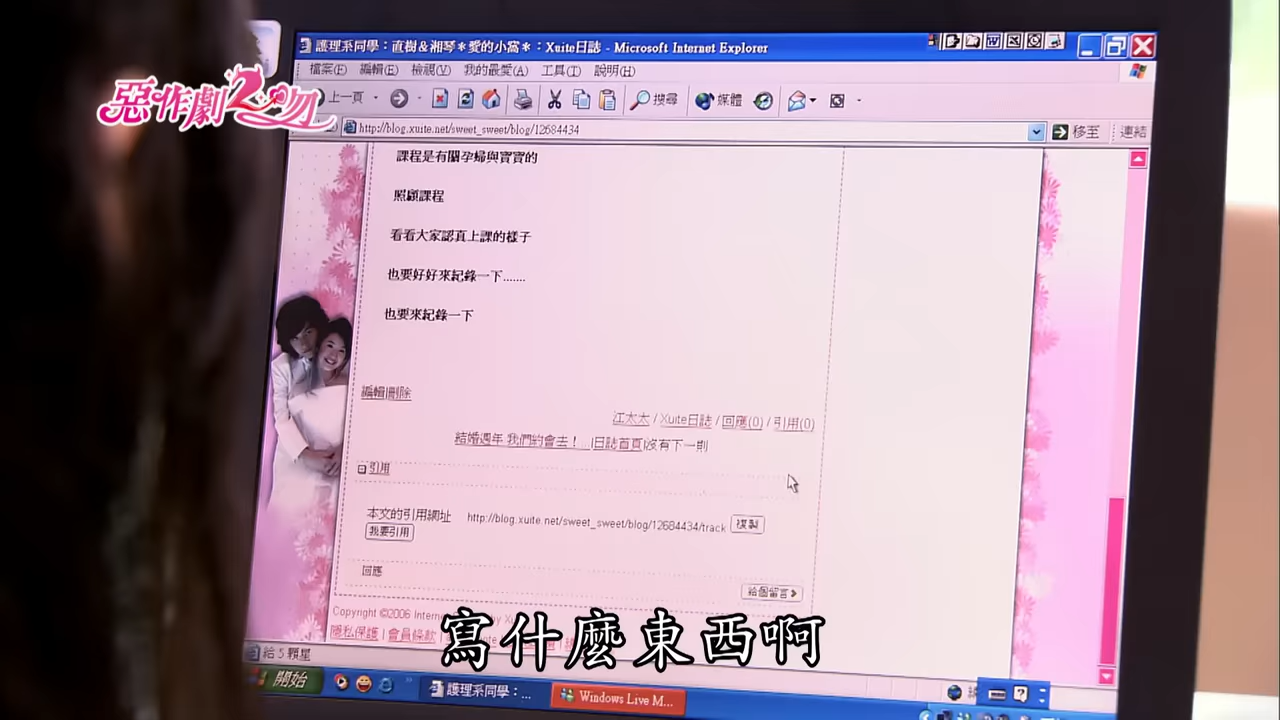 護理系同學：直樹&湘琴＊愛的小窩＊：Xuite日誌 - Microsoft Internet Explorer
檔案(F) 編輯(E) 檢視(V) 我的最愛(A) 工具(T) 說明(H)
惡作劇2吻
上一頁 搜尋 媒體
http://blog.xuite.net/sweet_sweet/blog/12684434 移至 連結
課程是有關孕婦與寶寶的
照顧課程
看看大家認真上課的樣子
也要好好來紀錄一下.......
也要來紀錄一下
編輯|刪除
江太太 / Xuite日誌 / 回應(0) / 引用(0)
結婚週年 我們約會去！ |日誌首頁|沒有下一則
引用
本文的引用網址 http://blog.xuite.net/sweet_sweet/blog/12684434/track 複製
我要引用
回應
給個留言
Copyright ©2006
隱私保護 | 會員條款
寫什麼東西啊
給5顆星
開始 護理系同學：... Windows Live M...